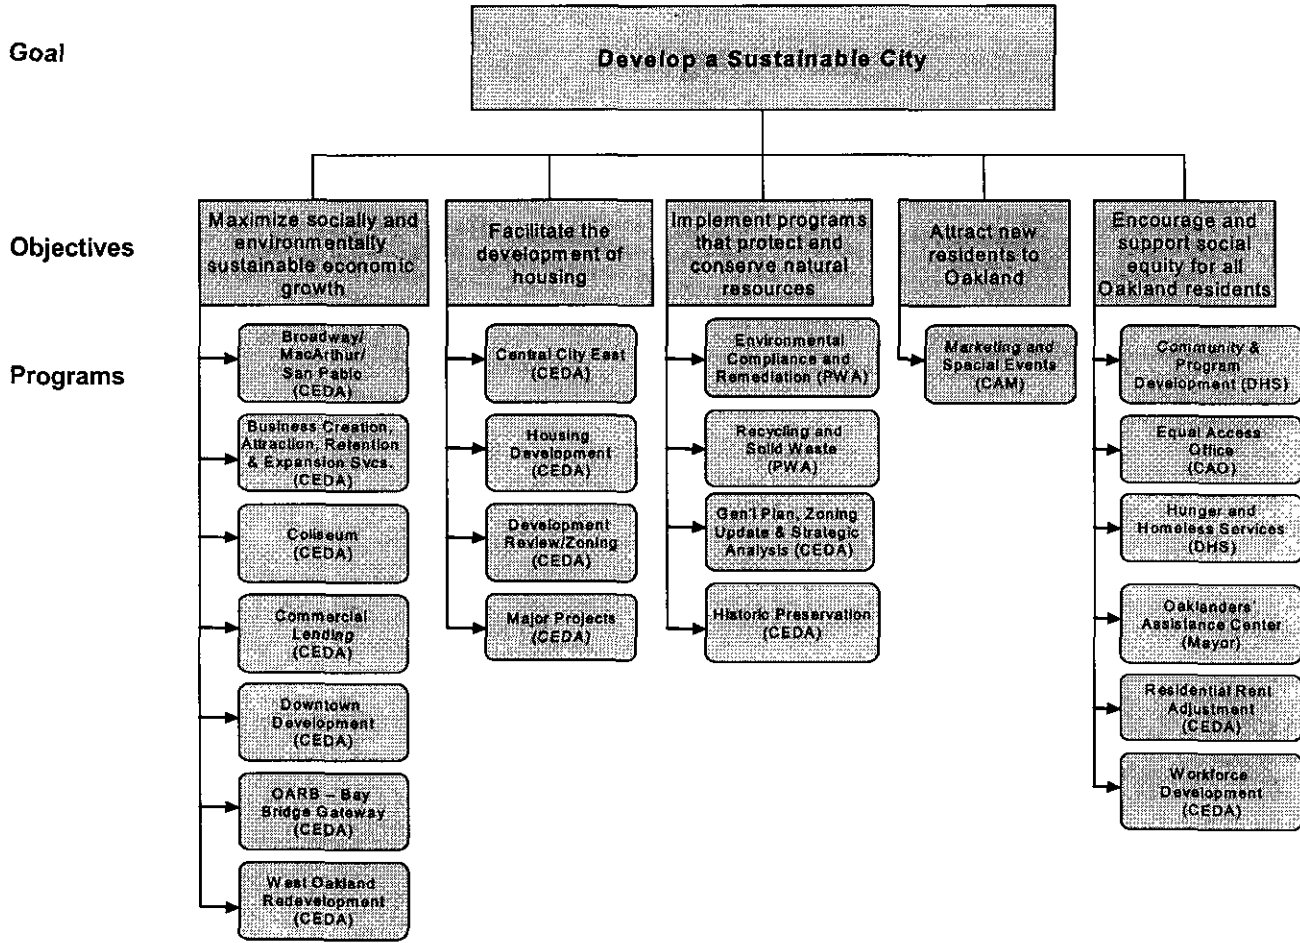 Goal
Develop a Sustainable City
Objectives
Maximize socially and
environmentally
sustainable economic
growth
Facilitate the
development of
housing
Implement programs
that protect and
conserve natural
resources
Attract new
residents to
Oakland
Encourage and
support social
equity for all
Oakland residents
Programs
Broadway/
MacArthur/
San Pablo
(CEDA)
Business Creation,
Attraction, Retention
& Expansion Svcs.
(CEDA)
Coliseum
(CEDA)
Commercial
Lending
(CEDA)
Downtown
Development
(CEDA)
OARB – Bay
Bridge Gateway
(CEDA)
West Oakland
Redevelopment
(CEDA)
Central City East
(CEDA)
Housing
Development
(CEDA)
Development
Review/Zoning
(CEDA)
Major Projects
(CEDA)
Environmental
Compliance and
Remediation (PWA)
Recycling and
Solid Waste
(PWA)
Gen'l Plan, Zoning
Update & Strategic
Analysis (CEDA)
Historic Preservation
(CEDA)
Marketing and
Special Events
(CAM)
Community &
Program
Development (DHS)
Equal Access
Office
(CAO)
Hunger and
Homeless Services
(DHS)
Oaklanders'
Assistance Center
(Mayor)
Residential Rent
Adjustment
(CEDA)
Workforce
Development
(CEDA)